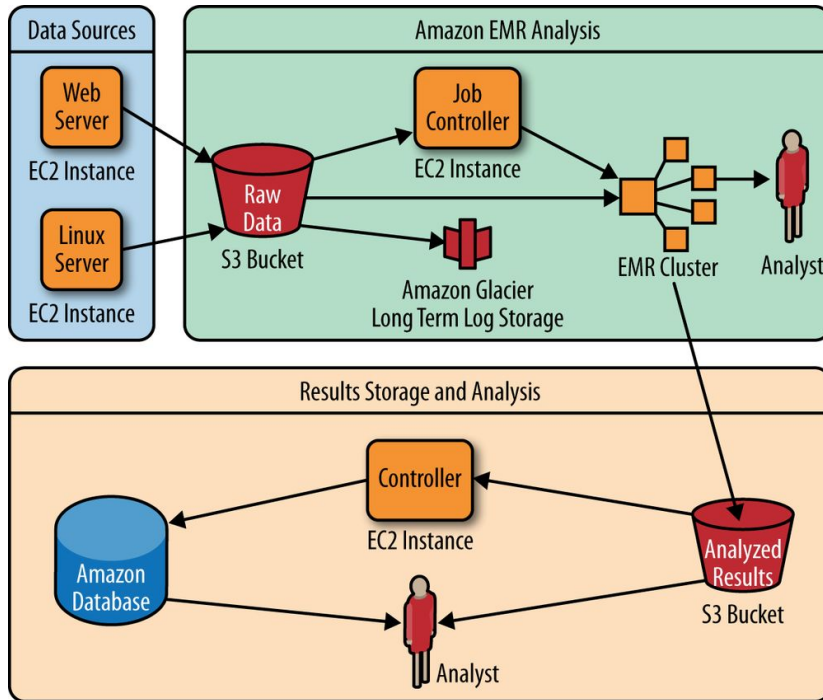 Data Sources
Web
Server
EC2 Instance
Linux
Server
EC2 Instance
Amazon EMR Analysis
Job
Controller
EC2 Instance
Raw
Data
S3 Bucket
Amazon Glacier
Long Term Log Storage
EMR Cluster
Analyst
Results Storage and Analysis
Controller
EC2 Instance
Amazon
Database
Analyst
Analyzed
Results
S3 Bucket